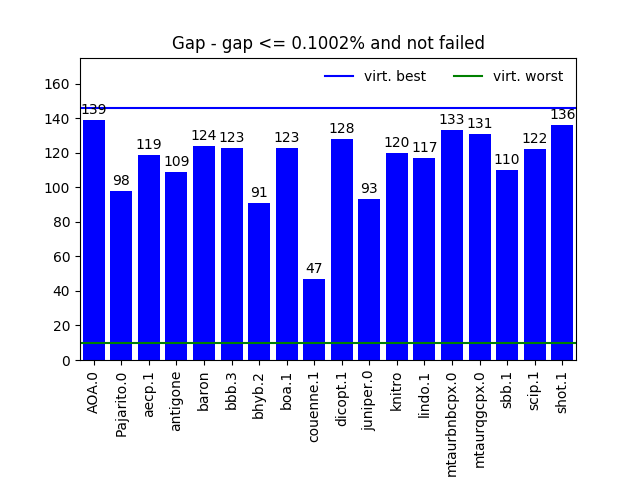 Gap - gap <= 0.1002% and not failed
virt. best virt. worst
160
140
120
100
80
60
40
20
0
139 98 119 109 124 123 91 123 47 128 93 120 117 133 131 110 122 136
AOA.0
Pajarito.0
aecp.1
antigone
baron
bbb.3
bhyb.2
boa.1
couenne.1
dicopt.1
juniper.0
knitro
lindo.1
mtaurbnbcpx.0
mtaurqgcpx.0
sbb.1
scip.1
shot.1